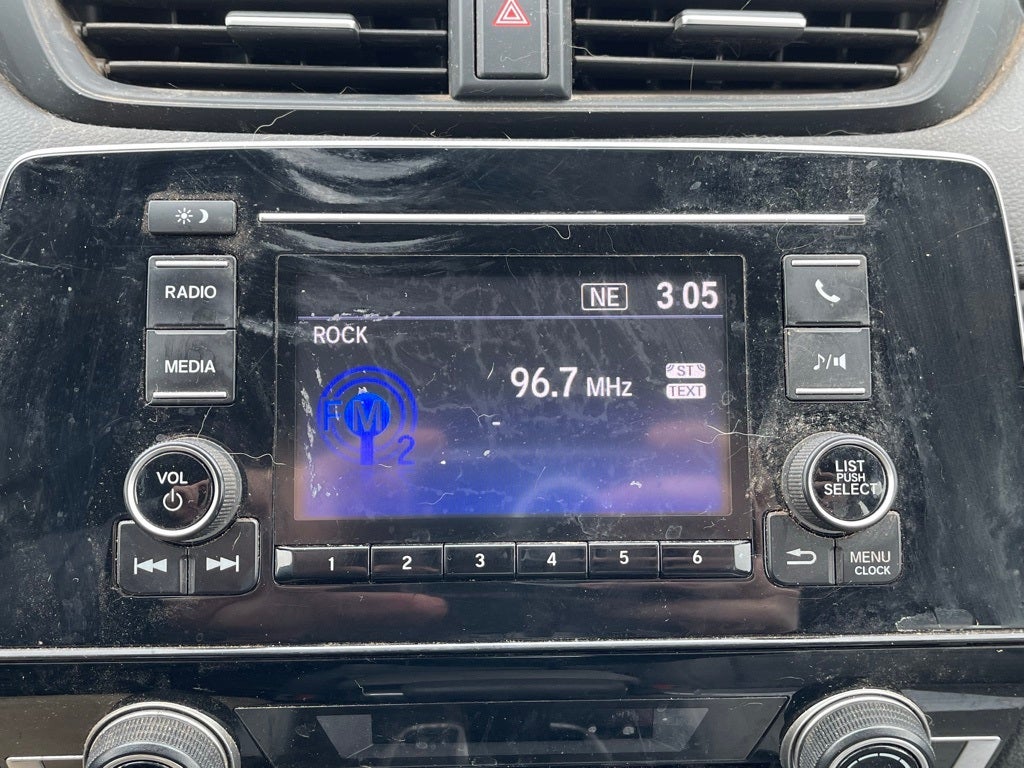 NE 3:05
RADIO
ROCK
MEDIA
96.7 MHz
ST
TEXT
FM
2
VOL
LIST
PUSH
SELECT
1 2 3 4 5 6
MENU
CLOCK